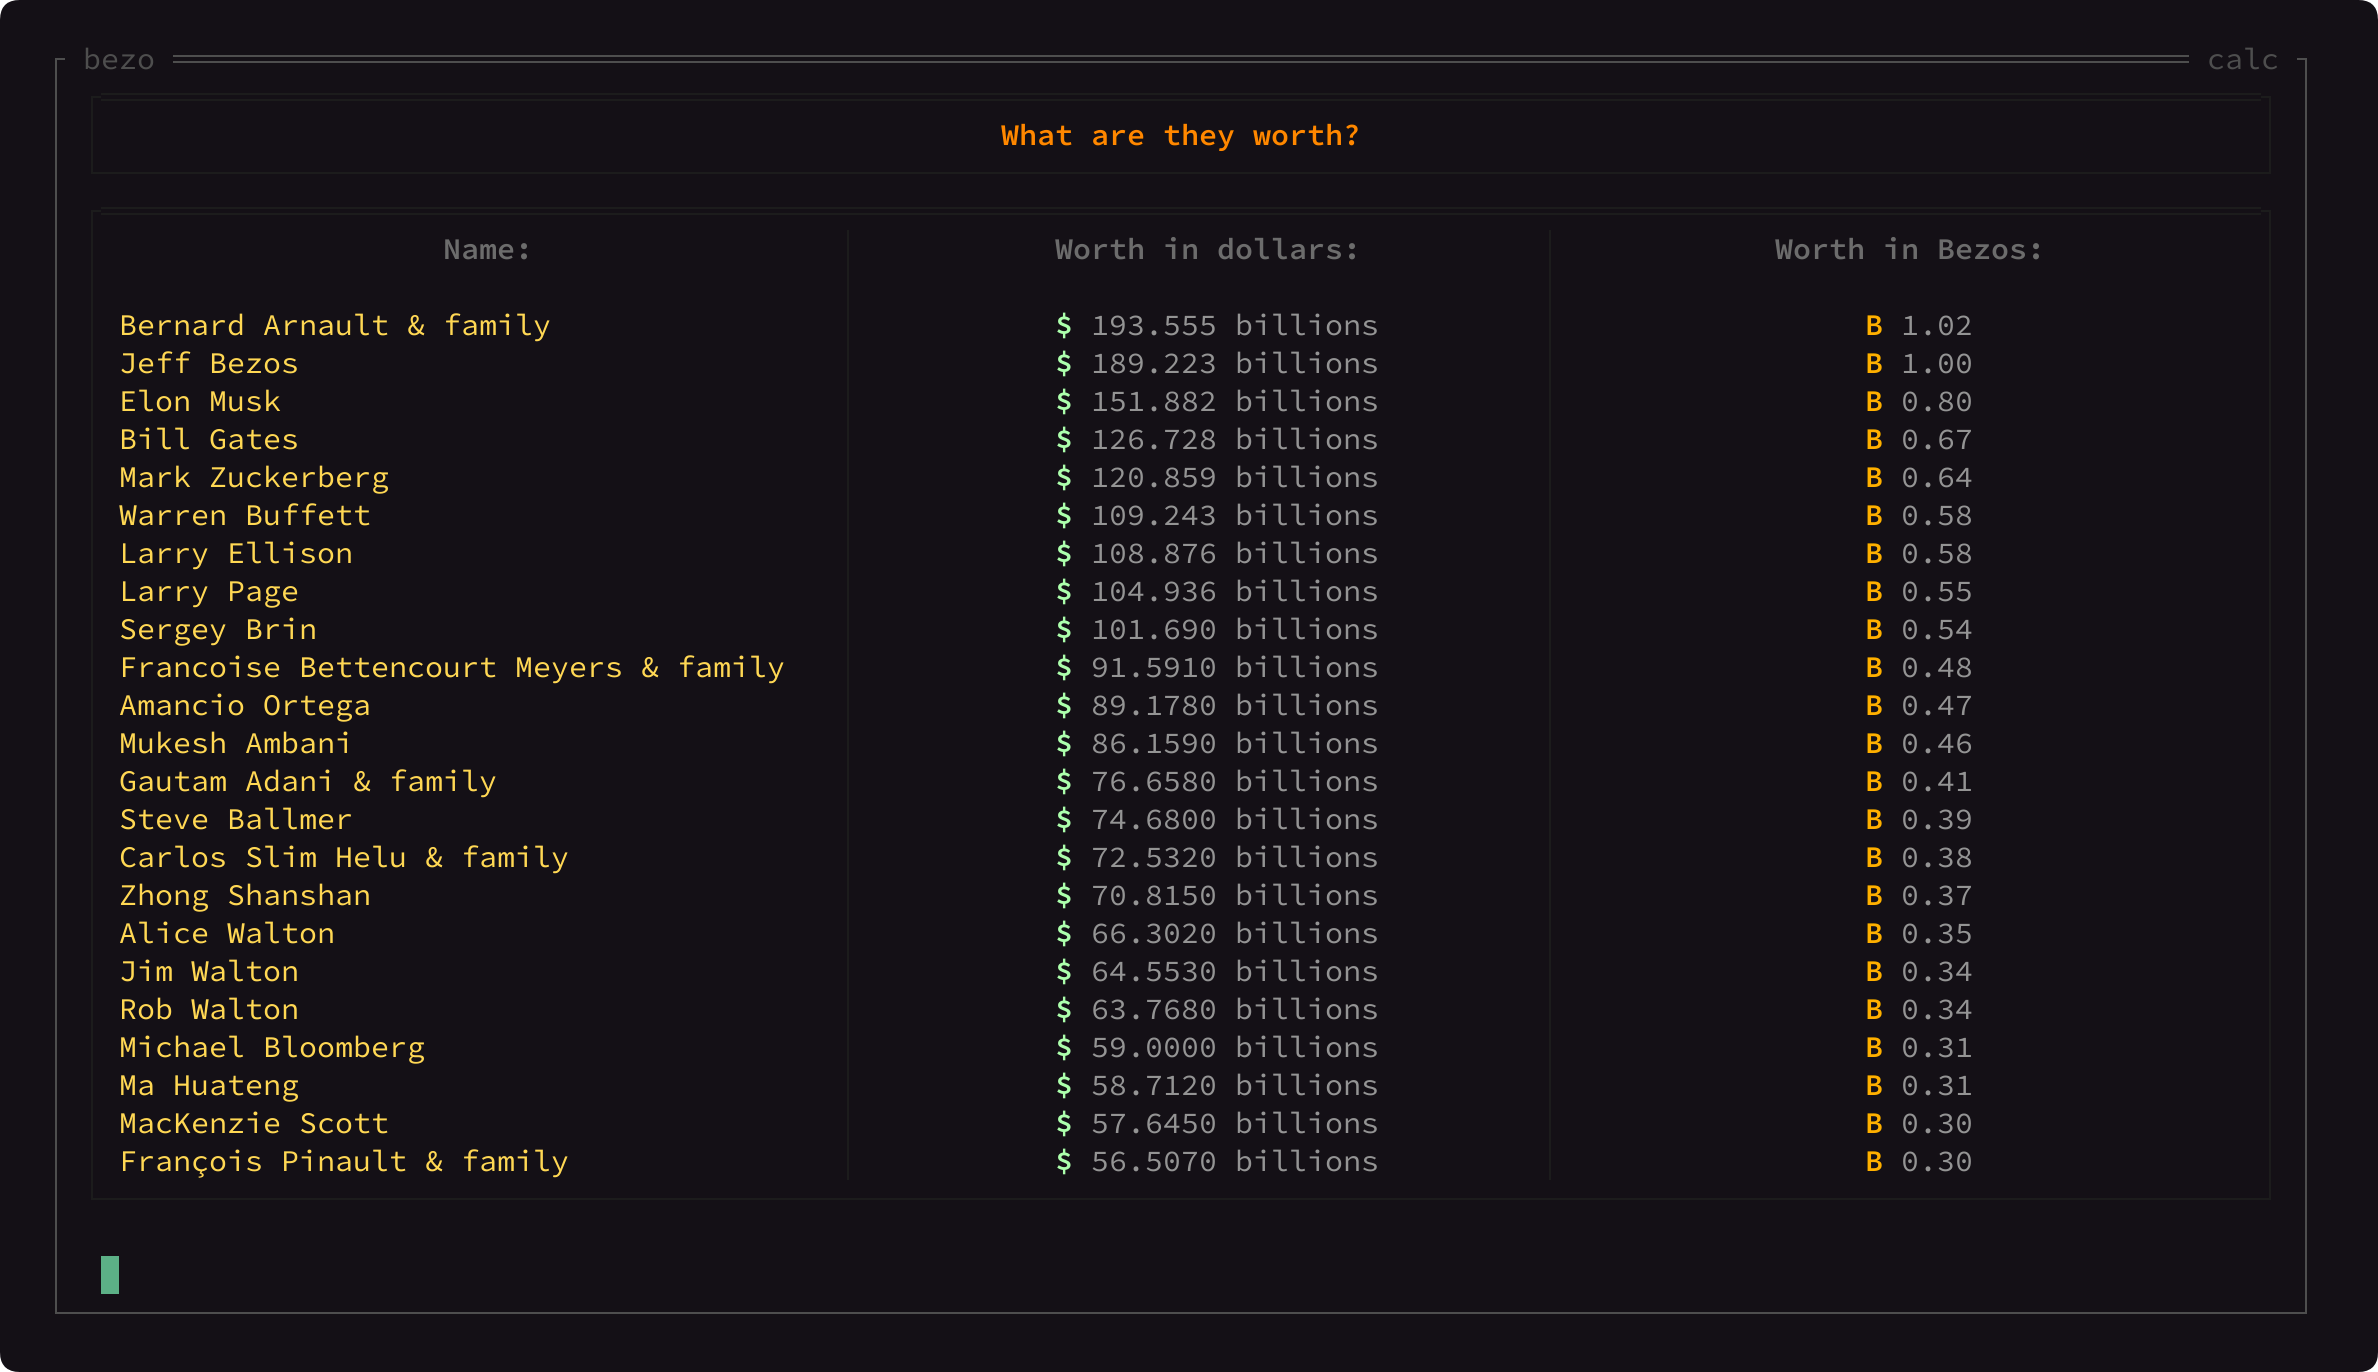 bezo calc
What are they worth?
Name: Worth in dollars: Worth in Bezos:
Bernard Arnault & family $ 193.555 billions B 1.02
Jeff Bezos $ 189.223 billions B 1.00
Elon Musk $ 151.882 billions B 0.80
Bill Gates $ 126.728 billions B 0.67
Mark Zuckerberg $ 120.859 billions B 0.64
Warren Buffett $ 109.243 billions B 0.58
Larry Ellison $ 108.876 billions B 0.58
Larry Page $ 104.936 billions B 0.55
Sergey Brin $ 101.690 billions B 0.54
Francoise Bettencourt Meyers & family $ 91.5910 billions B 0.48
Amancio Ortega $ 89.1780 billions B 0.47
Mukesh Ambani $ 86.1590 billions B 0.46
Gautam Adani & family $ 76.6580 billions B 0.41
Steve Ballmer $ 74.6800 billions B 0.39
Carlos Slim Helu & family $ 72.5320 billions B 0.38
Zhong Shanshan $ 70.8150 billions B 0.37
Alice Walton $ 66.3020 billions B 0.35
Jim Walton $ 64.5530 billions B 0.34
Rob Walton $ 63.7680 billions B 0.34
Michael Bloomberg $ 59.0000 billions B 0.31
Ma Huateng $ 58.7120 billions B 0.31
MacKenzie Scott $ 57.6450 billions B 0.30
François Pinault & family $ 56.5070 billions B 0.30